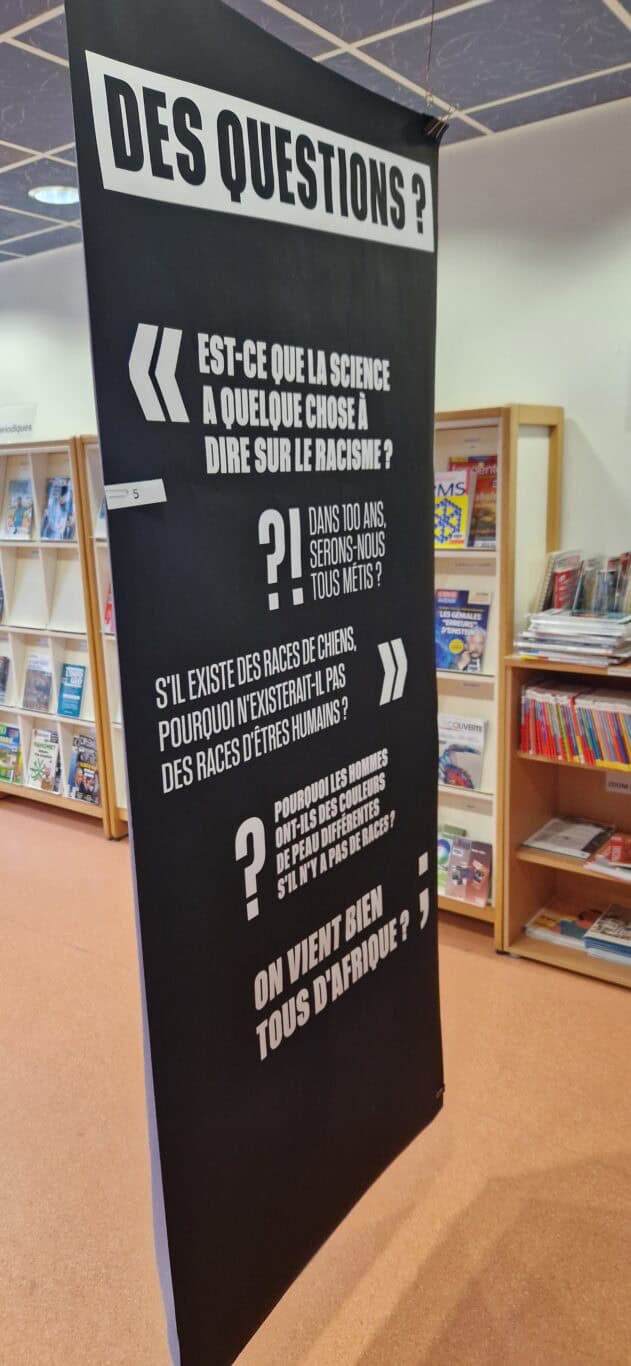 DES QUESTIONS ?
«
EST-CE QUE LA SCIENCE
A QUELQUE CHOSE À
DIRE SUR LE RACISME ?
5
?!
DANS 100 ANS,
SERONS-NOUS
TOUS MÉTIS ?
S'IL EXISTE DES RACES DE CHIENS,
POURQUOI N'EXISTERAIT-IL PAS
DES RACES D'ÊTRES HUMAINS ?
»
?
POURQUOI LES HOMMES
ONT-ILS DES COULEURS
DE PEAU DIFFÉRENTES
S'IL N'Y A PAS DE RACES ?
;
ON VIENT BIEN
TOUS D'AFRIQUE ?
"ERREURS"
D'EINSTEIN